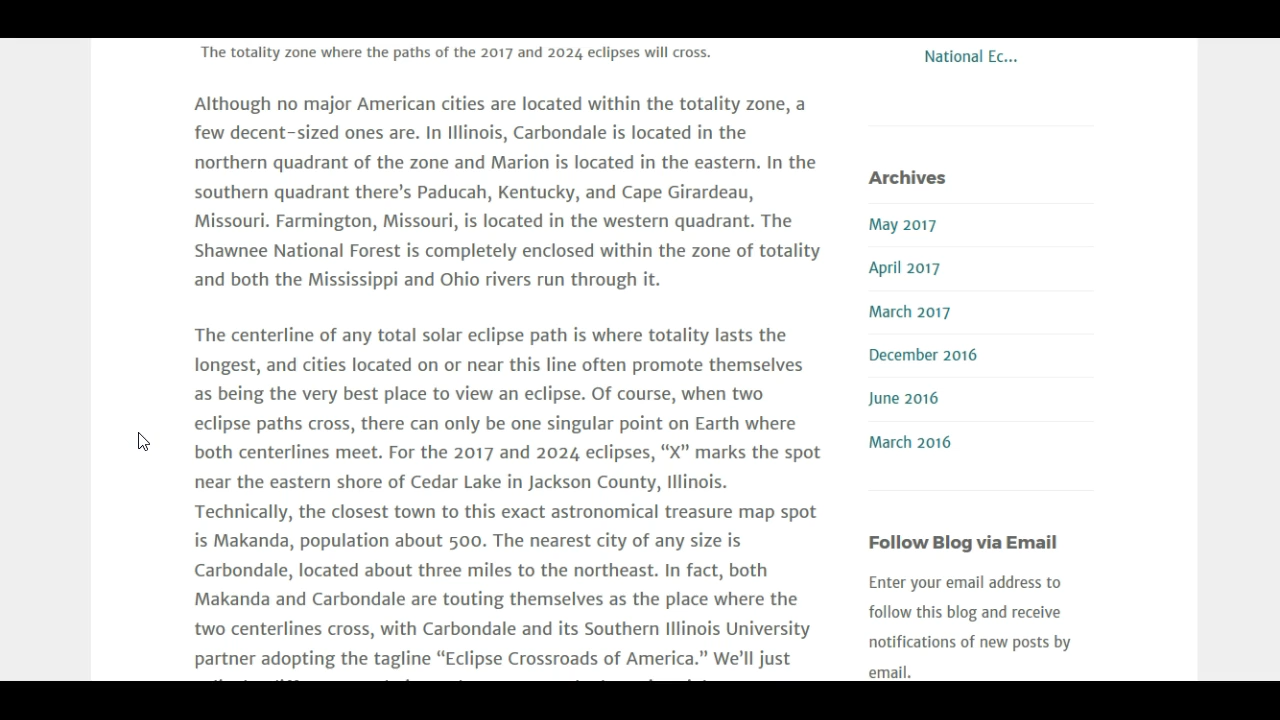 The totality zone where the paths of the 2017 and 2024 eclipses will cross.
Although no major American cities are located within the totality zone, a
few decent-sized ones are. In Illinois, Carbondale is located in the
northern quadrant of the zone and Marion is located in the eastern. In the
southern quadrant there's Paducah, Kentucky, and Cape Girardeau,
Missouri. Farmington, Missouri, is located in the western quadrant. The
Shawnee National Forest is completely enclosed within the zone of totality
and both the Mississippi and Ohio rivers run through it.
The centerline of any total solar eclipse path is where totality lasts the
longest, and cities located on or near this line often promote themselves
as being the very best place to view an eclipse. Of course, when two
eclipse paths cross, there can only be one singular point on Earth where
both centerlines meet. For the 2017 and 2024 eclipses, “X” marks the spot
near the eastern shore of Cedar Lake in Jackson County, Illinois.
Technically, the closest town to this exact astronomical treasure map spot
is Makanda, population about 500. The nearest city of any size is
Carbondale, located about three miles to the northeast. In fact, both
Makanda and Carbondale are touting themselves as the place where the
two centerlines cross, with Carbondale and its Southern Illinois University
partner adopting the tagline “Eclipse Crossroads of America.” We'll just
National Ec...
Archives
May 2017
April 2017
March 2017
December 2016
June 2016
March 2016
Follow Blog via Email
Enter your email address to
follow this blog and receive
notifications of new posts by
email.